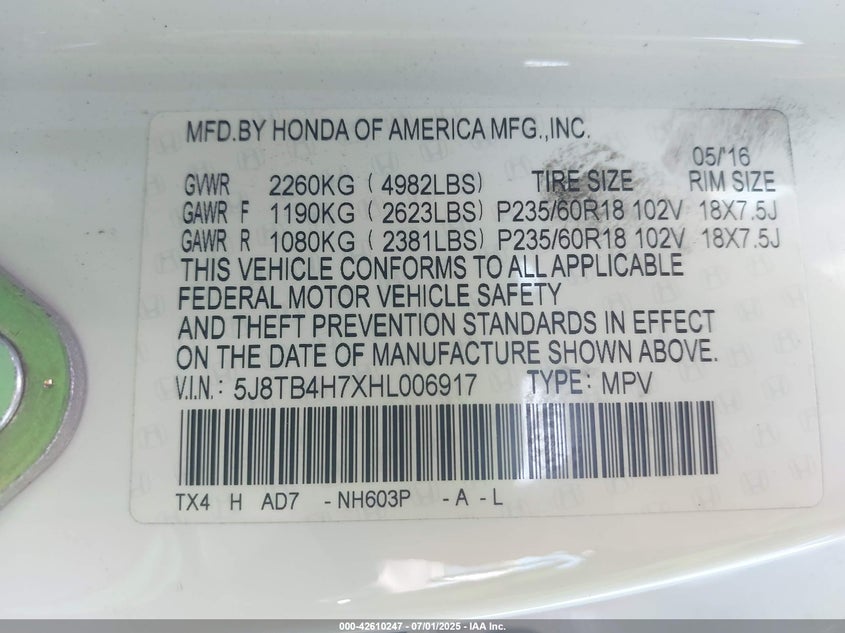 MFD.BY HONDA OF AMERICA MFG.,INC.
05/'16
GVWR 2260KG ( 4982LBS) TIRE SIZE RIM SIZE
GAWR F 1190KG ( 2623LBS) P235/60R18 102V 18X7.5J
GAWR R 1080KG ( 2381LBS) P235/60R18 102V 18X7.5J
THIS VEHICLE CONFORMS TO ALL APPLICABLE
FEDERAL MOTOR VEHICLE SAFETY
AND THEFT PREVENTION STANDARDS IN EFFECT
ON THE DATE OF MANUFACTURE SHOWN ABOVE.
V.I.N.: 5J8TB4H7XHL006917 TYPE: MPV
TX4 H AD7 - NH603P - A - L
000-42610247 - 07/01/2025 - IAA Inc.